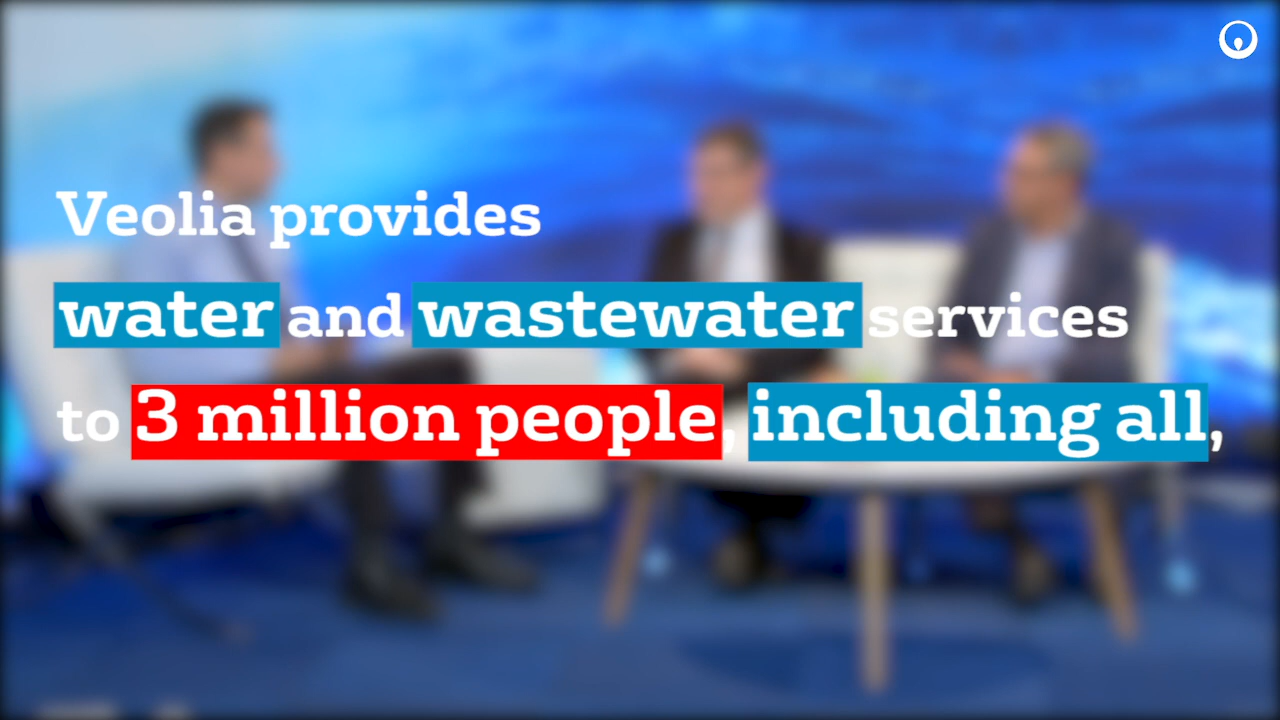 Veolia provides
water and wastewater services
to 3 million people, including all,